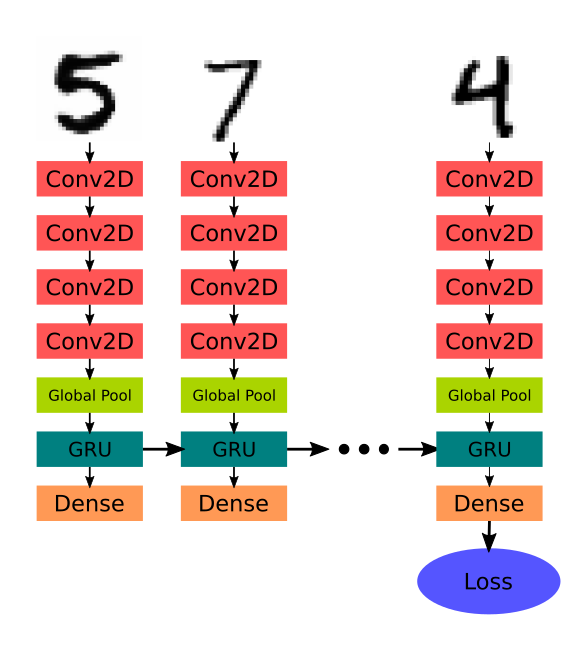 5 7 4
Conv2D Conv2D Conv2D
Conv2D Conv2D Conv2D
Conv2D Conv2D Conv2D
Conv2D Conv2D Conv2D
Global Pool Global Pool Global Pool
GRU GRU GRU
Dense Dense Dense
Loss